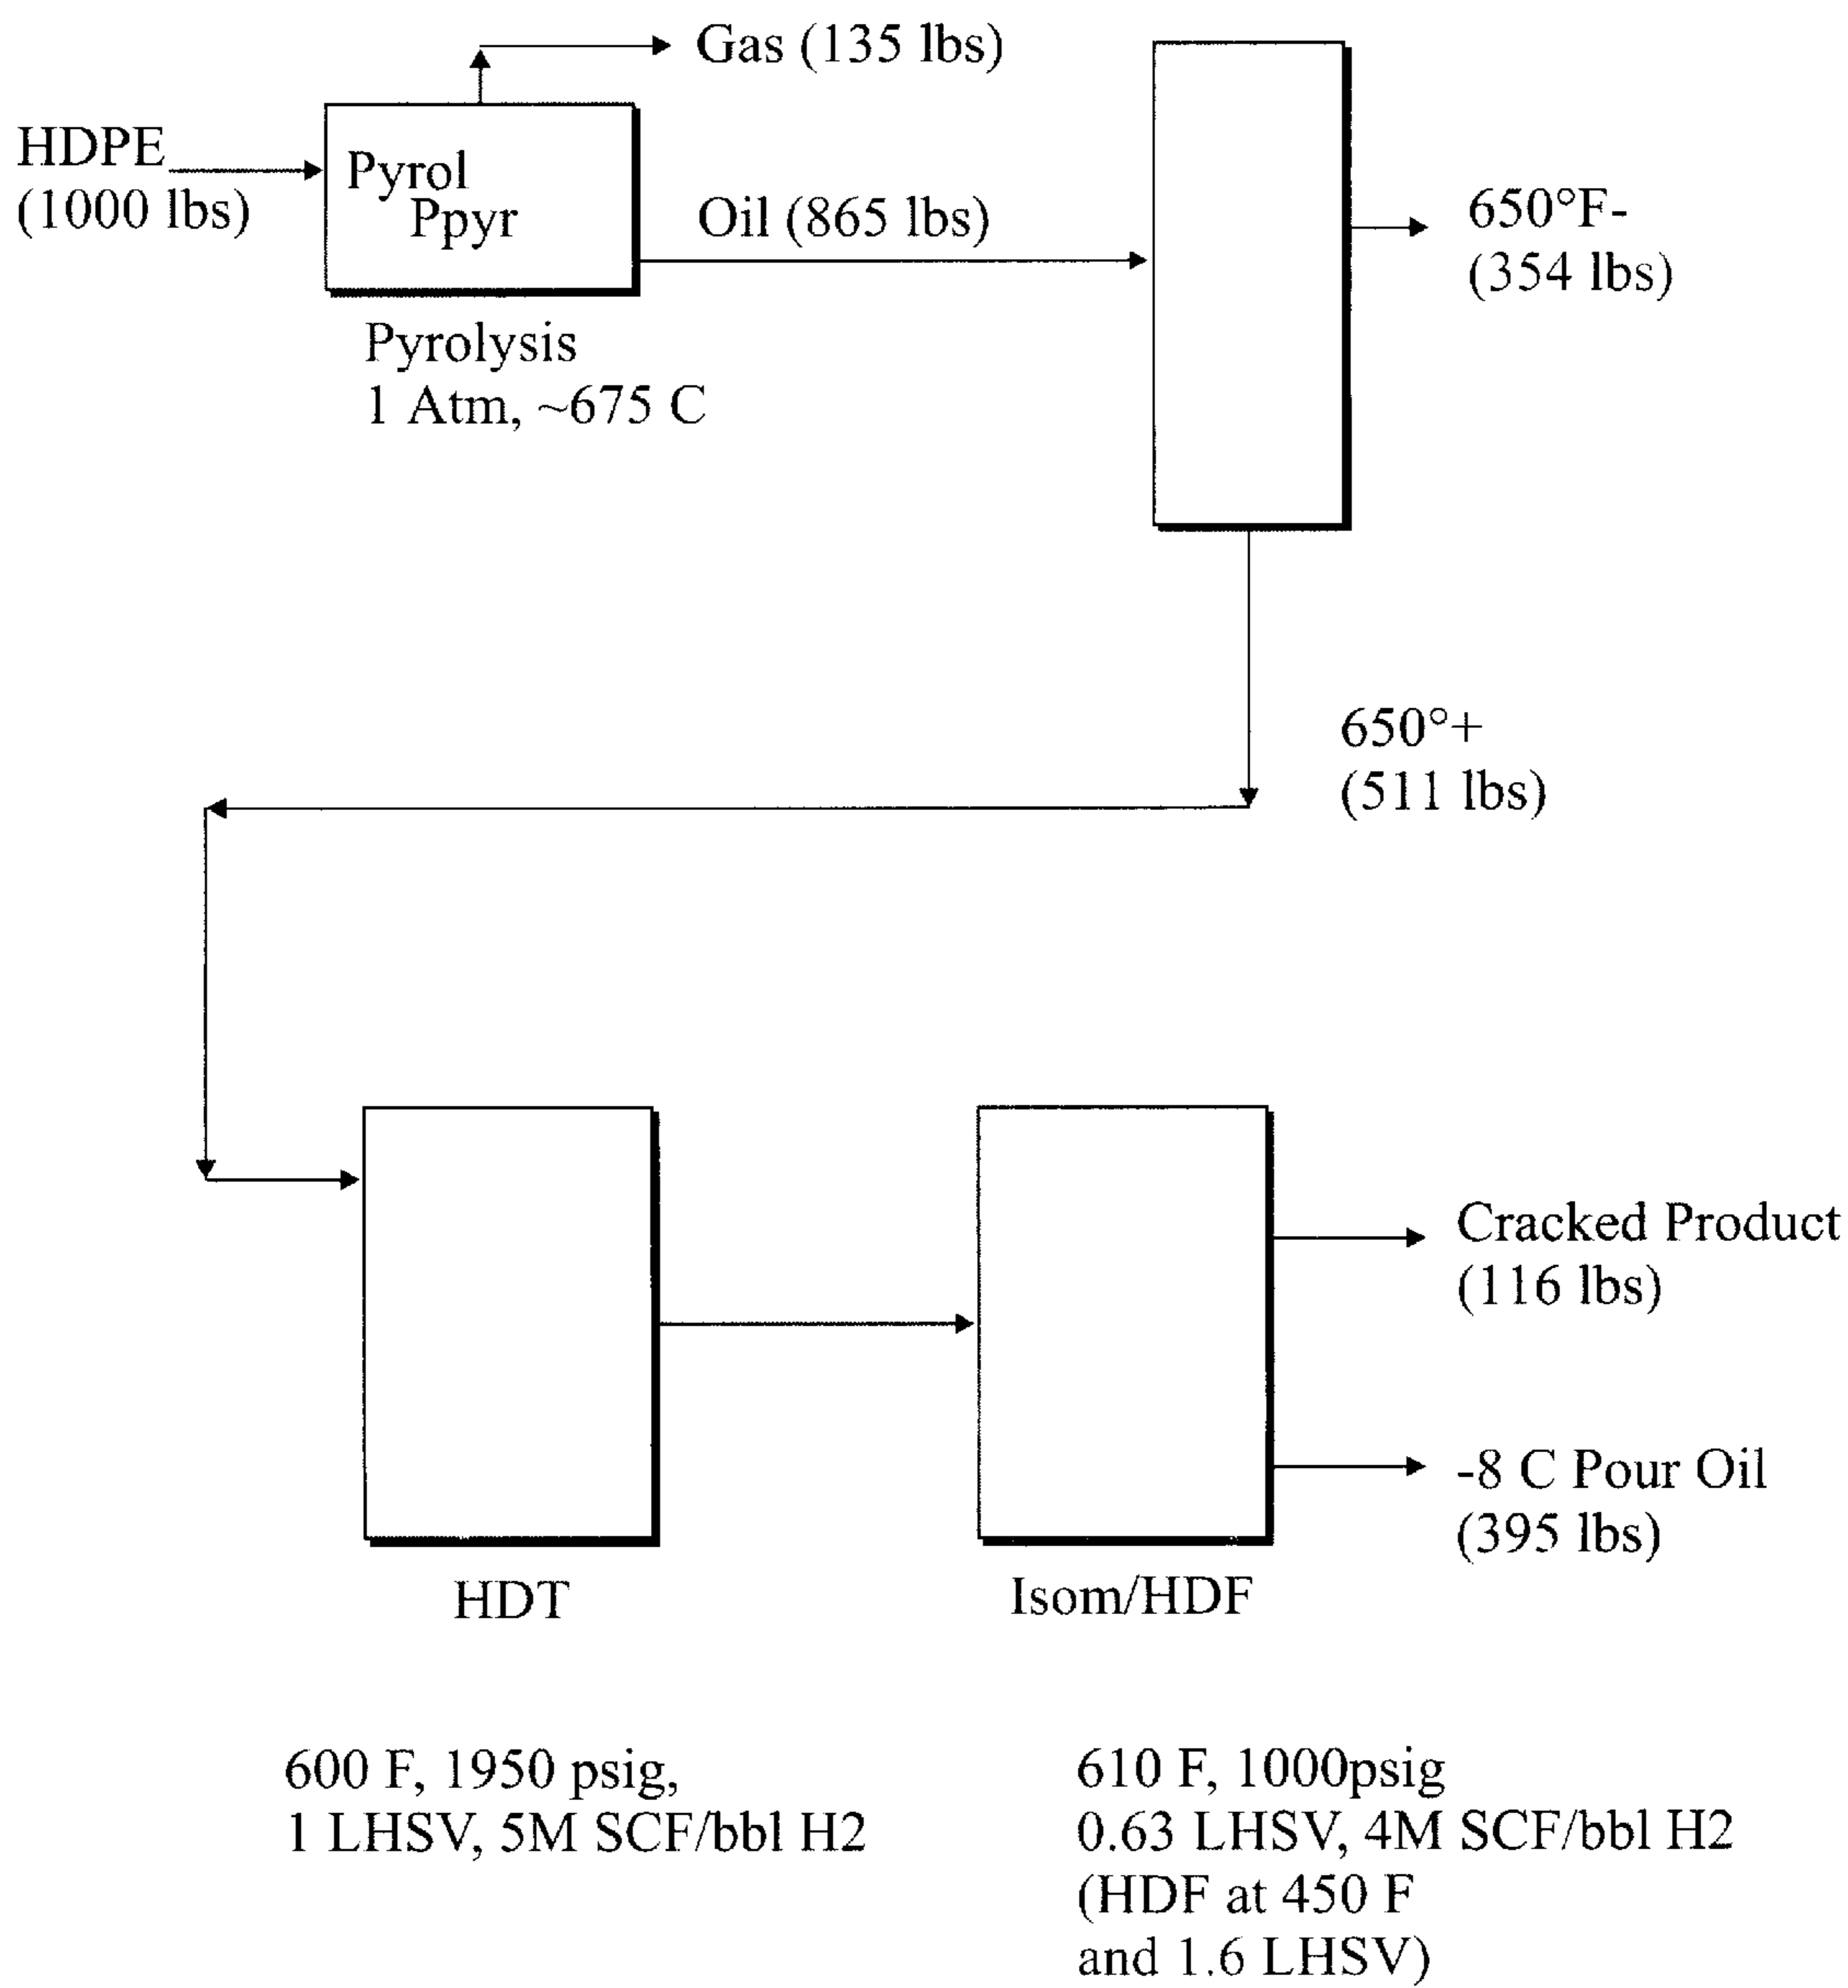 Gas (135 lbs)
HDPE
(1000 lbs)
Pyrol
Ppyr
Oil (865 lbs)
650°F-
(354 lbs)
Pyrolysis
1 Atm, ~675 C
650°+
(511 lbs)
Cracked Product
(116 lbs)
-8 C Pour Oil
(395 lbs)
HDT
Isom/HDF
600 F, 1950 psig,
1 LHSV, 5M SCF/bbl H2
610 F, 1000psig
0.63 LHSV, 4M SCF/bbl H2
(HDF at 450 F
and 1.6 LHSV)